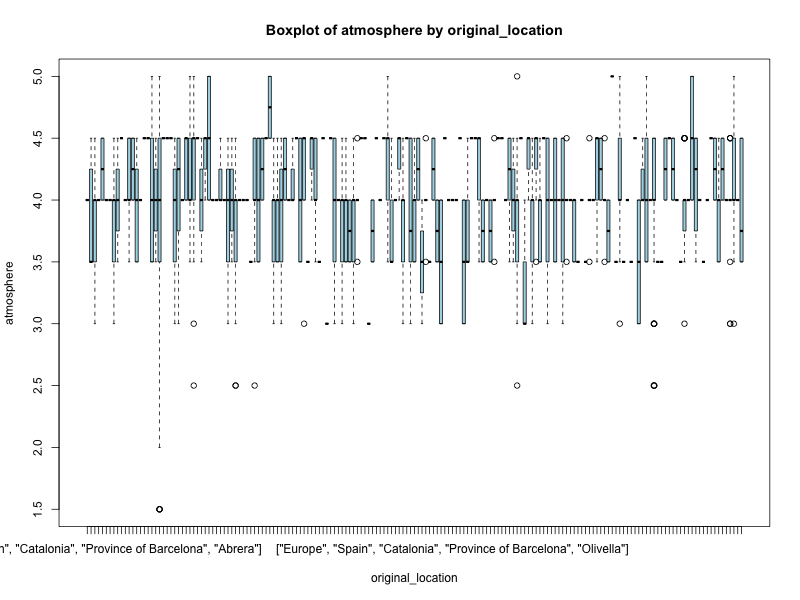 Boxplot of atmosphere by original_location
atmosphere
5.0
4.5
4.0
3.5
3.0
2.5
2.0
1.5
", "Catalonia", "Province of Barcelona", "Abrera"] ["Europe", "Spain", "Catalonia", "Province of Barcelona", "Olivella"]
original_location